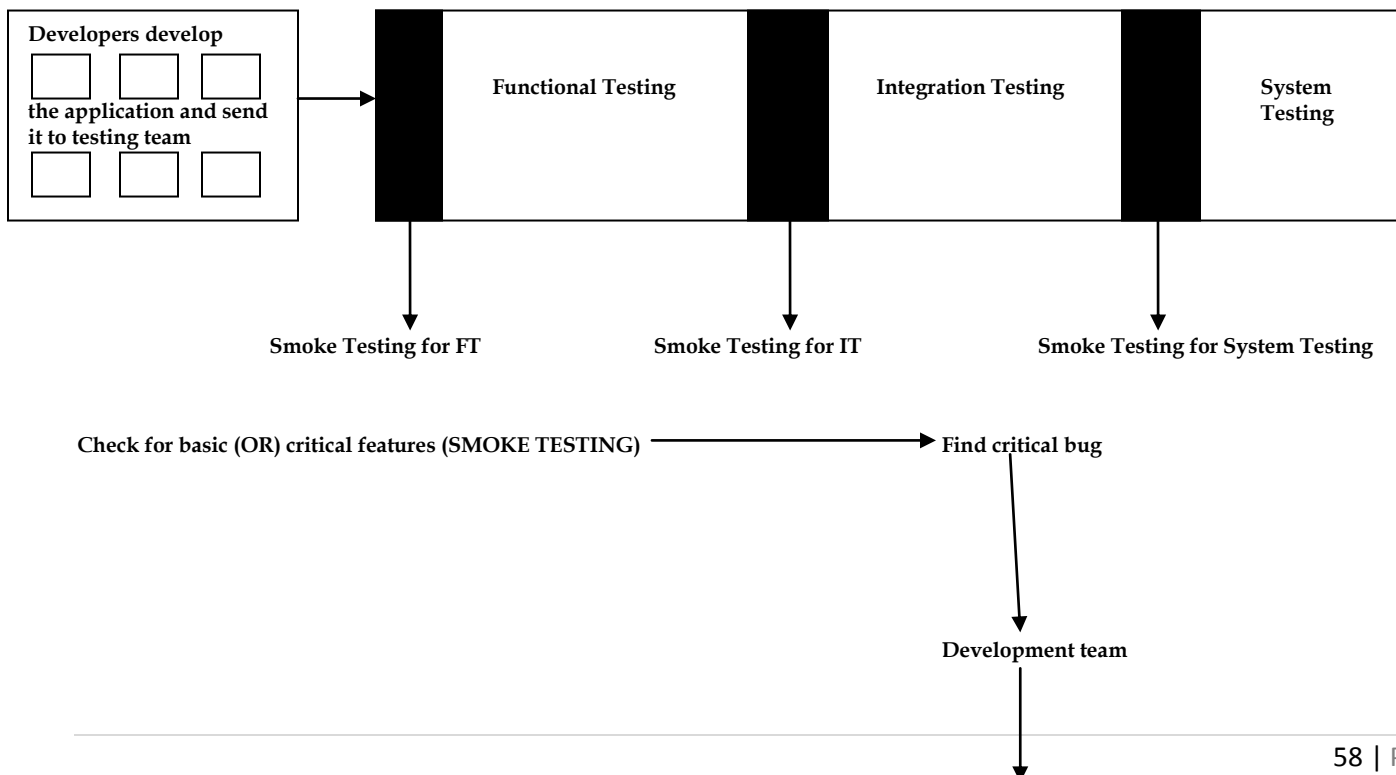 Developers develop
the application and send
it to testing team
Functional Testing
Integration Testing
System
Testing
Smoke Testing for FT
Smoke Testing for IT
Smoke Testing for System Testing
Check for basic (OR) critical features (SMOKE TESTING)
Find critical bug
Development team
58 |